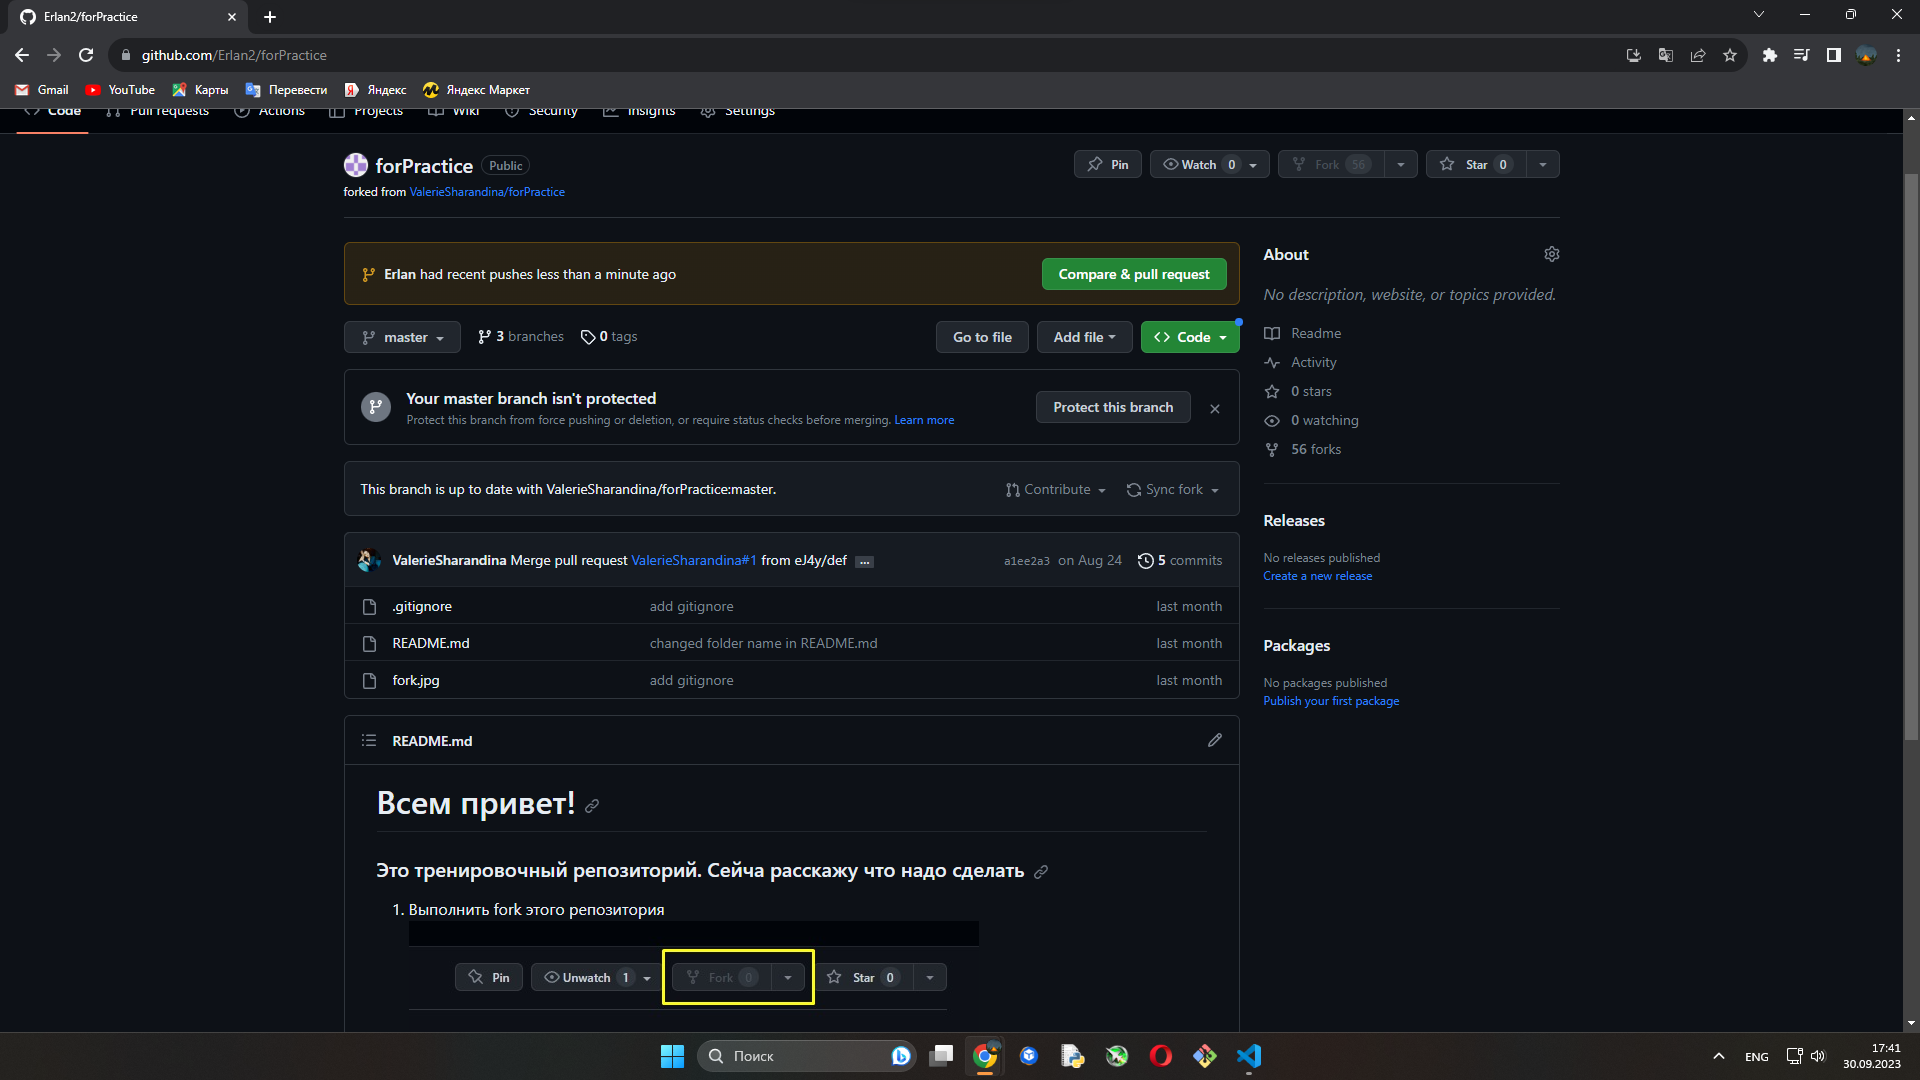 Erlan2/forPractice
github.com/Erlan2/forPractice
Gmail YouTube Карты Перевести Яндекс Яндекс Маркет
Code Pull requests Actions Projects Wiki Security Insights Settings
forPractice Public Pin Watch 0 Fork 56 Star 0
forked from ValerieSharandina/forPractice
Erlan had recent pushes less than a minute ago Compare & pull request
About
No description, website, or topics provided.
master 3 branches 0 tags Go to file Add file <> Code
Readme
Activity
0 stars
0 watching
56 forks
Your master branch isn't protected
Protect this branch from force pushing or deletion, or require status checks before merging. Learn more
Protect this branch
This branch is up to date with ValerieSharandina/forPractice:master. Contribute Sync fork
Releases
No releases published
Create a new release
ValerieSharandina Merge pull request ValerieSharandina#1 from eJ4y/def ... a1ee2a3 on Aug 24 5 commits
.gitignore add gitignore last month
README.md changed folder name in README.md last month
fork.jpg add gitignore last month
Packages
No packages published
Publish your first package
README.md
Всем привет!
Это тренировочный репозиторий. Сейча расскажу что надо сделать
1. Выполнить fork этого репозитория
Pin Unwatch 1 Fork 0 Star 0
Поиск
ENG
17:41
30.09.2023